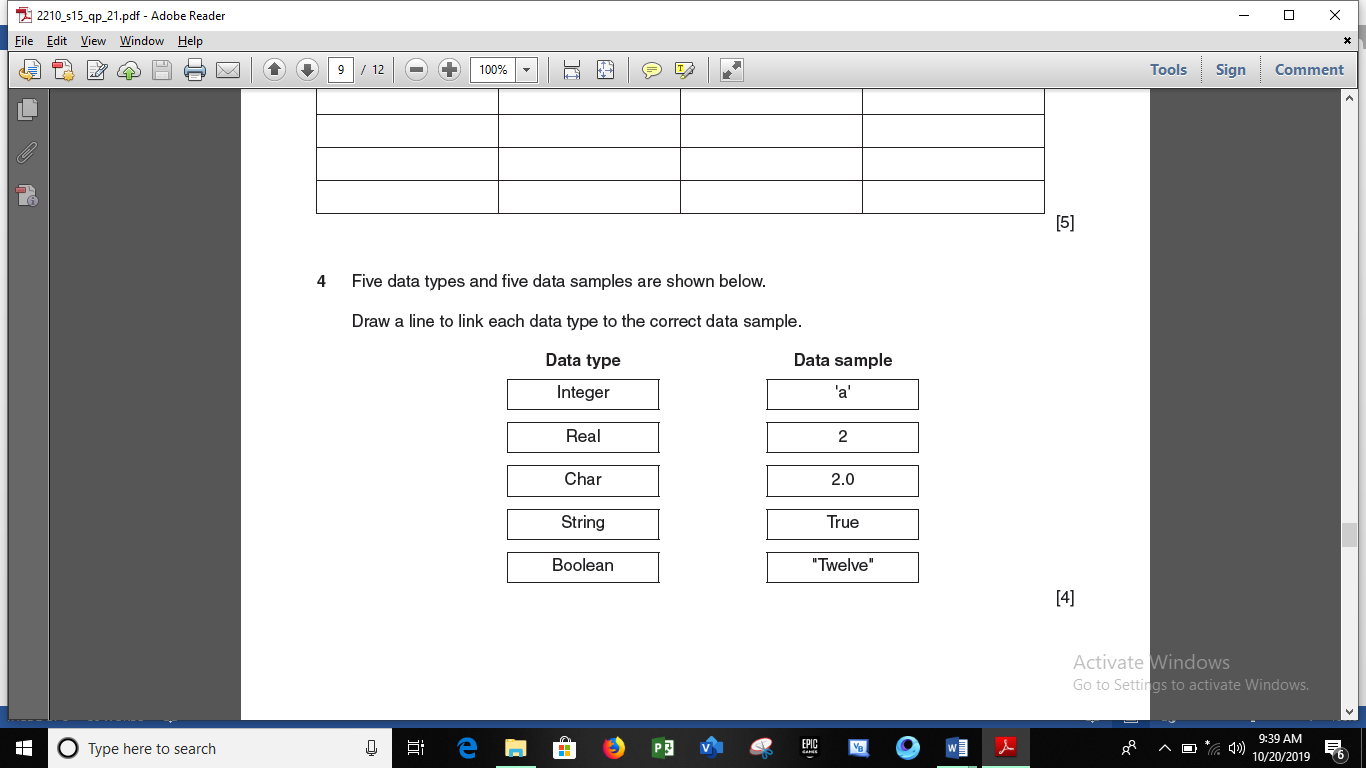 2210_s15_qp_21.pdf - Adobe Reader
File Edit View Window Help
9 / 12 100% Tools Sign Comment
[5]
4 Five data types and five data samples are shown below.
Draw a line to link each data type to the correct data sample.
Data type Data sample
Integer 'a'
Real 2
Char 2.0
String True
Boolean "Twelve"
[4]
Activate Windows
Go to Settings to activate Windows.
Type here to search
9:39 AM
10/20/2019
6